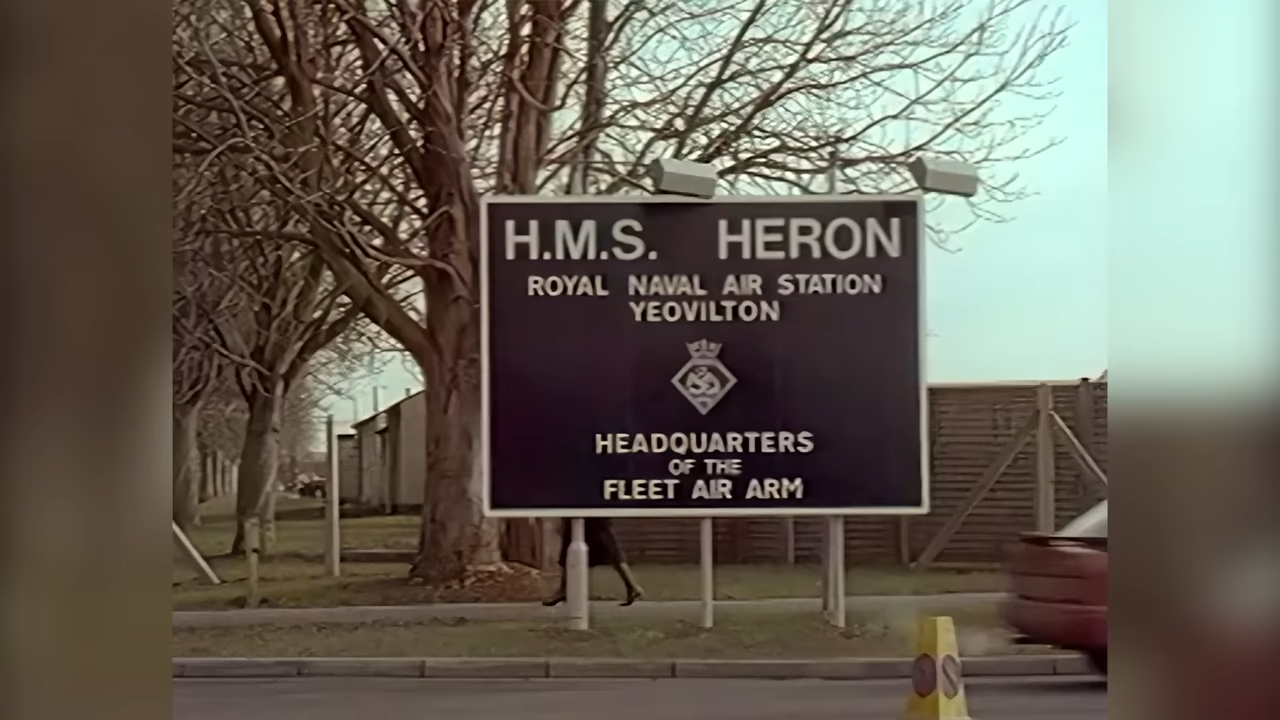 H.M.S. HERON
ROYAL NAVAL AIR STATION
YEOVILTON
HEADQUARTERS
OF THE
FLEET AIR ARM